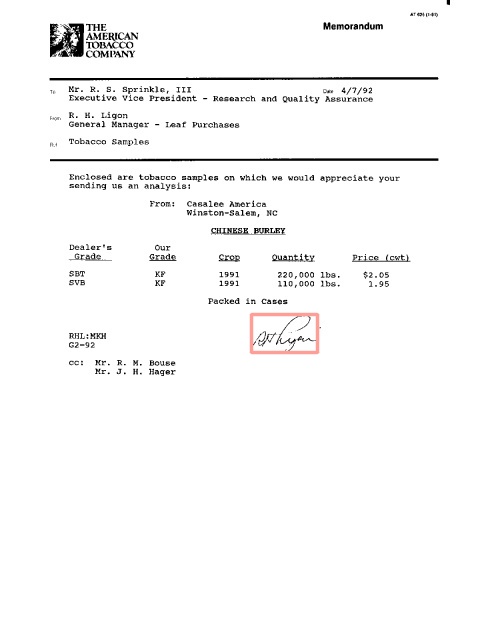 AT 625 (1-91)
THE
AMERICAN
TOBACCO
COMPANY
Memorandum
To: Mr. R. S. Sprinkle, III Date 4/7/92
Executive Vice President - Research and Quality Assurance
From: R. H. Ligon
General Manager - Leaf Purchases
Ref: Tobacco Samples
Enclosed are tobacco samples on which we would appreciate your
sending us an analysis:
From: Casalee America
Winston-Salem, NC
CHINESE BURLEY
Dealer's Our
Grade Grade Crop Quantity Price (cwt)
SBT KF 1991 220,000 lbs. $2.05
SVB KF 1991 110,000 lbs. 1.95
Packed in Cases
RHLigon
RHL:MKH
G2-92
cc: Mr. R. M. Bouse
Mr. J. H. Hager